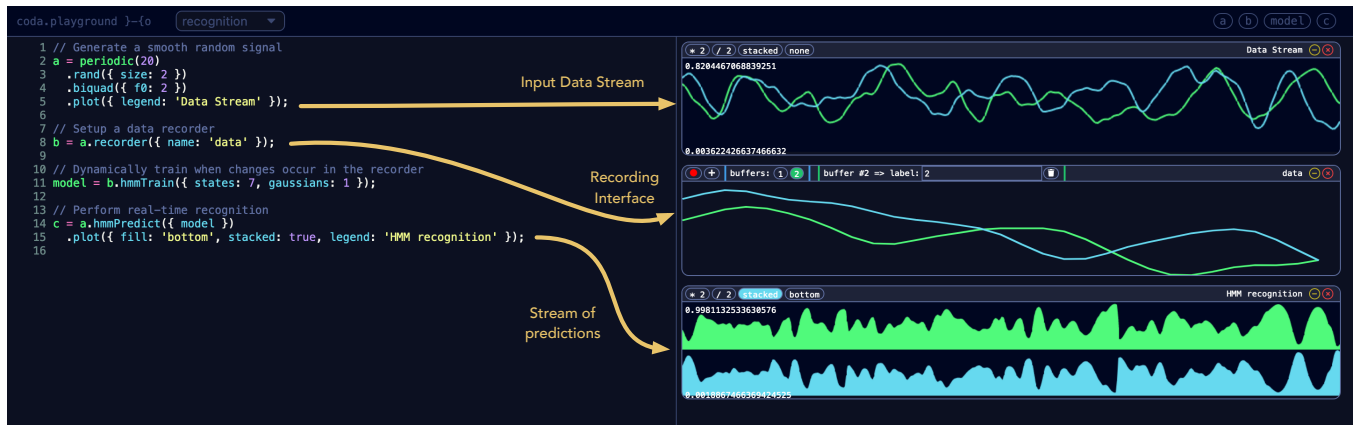 coda.playground }—{o
recognition
a b model c
1 // Generate a smooth random signal
2 a = periodic(20)
3 .rand({ size: 2 })
4 .biquad({ f0: 2 })
5 .plot({ legend: 'Data Stream' });
6
7 // Setup a data recorder
8 b = a.recorder({ name: 'data' });
9
10 // Dynamically train when changes occur in the recorder
11 model = b.hmmTrain({ states: 7, gaussians: 1 });
12
13 // Perform real-time recognition
14 c = a.hmmPredict({ model })
15 .plot({ fill: 'bottom', stacked: true, legend: 'HMM recognition' });
16
Input Data Stream
Recording
Interface
Stream of
predictions
* 2 / 2 stacked none Data Stream
0.8204467068839251
0.003622426637466632
+ buffers: 1 2 buffer #2 => label: 2 data
* 2 / 2 stacked bottom HMM recognition
0.9981132533630576
0.0018867466369424525